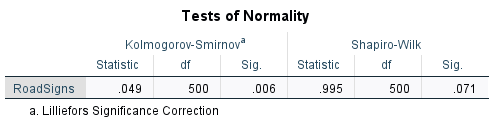 Tests of Normality
Kolmogorov-Smirnovᵃ Shapiro-Wilk
Statistic df Sig. Statistic df Sig.
RoadSigns .049 500 .006 .995 500 .071
a. Lilliefors Significance Correction